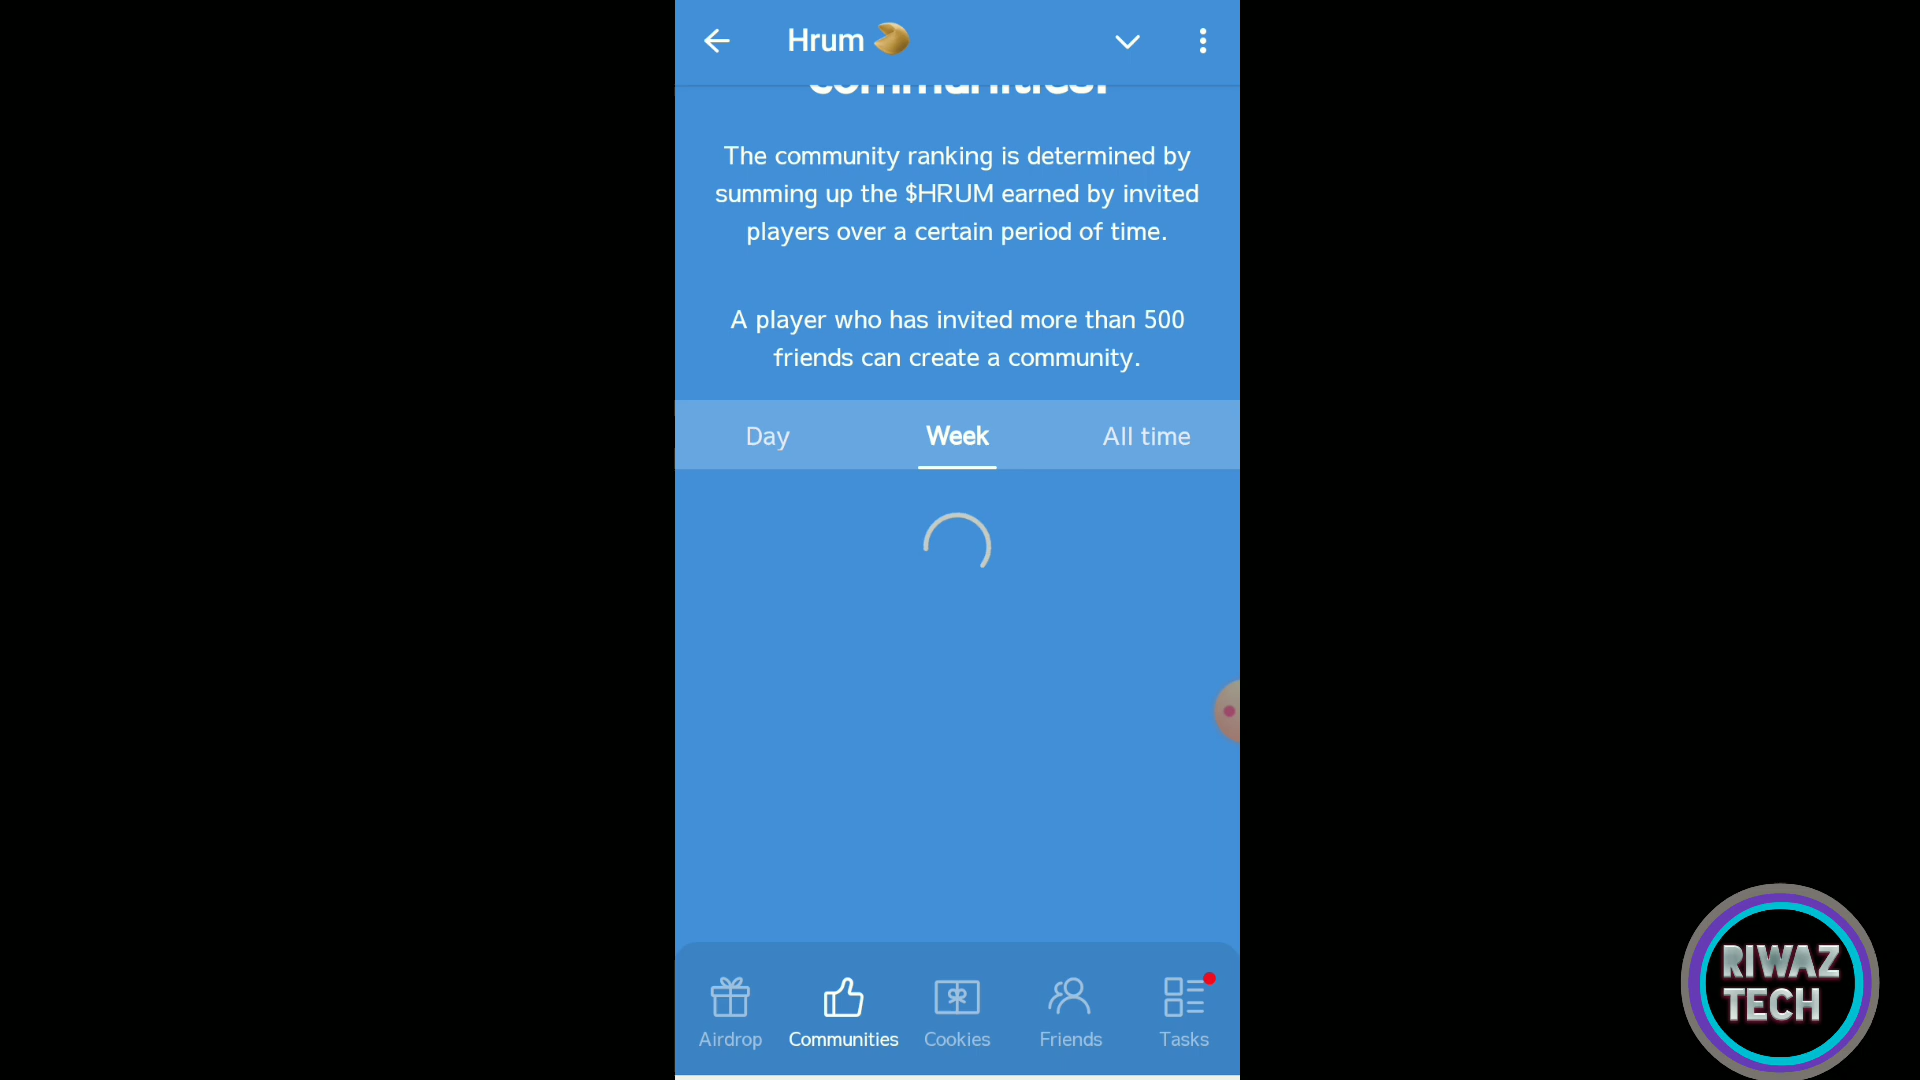 Hrum
communities!
The community ranking is determined by
summing up the $HRUM earned by invited
players over a certain period of time.
A player who has invited more than 500
friends can create a community.
Day
Week
All time
Airdrop
Communities
Cookies
Friends
Tasks
RIWAZ
TECH